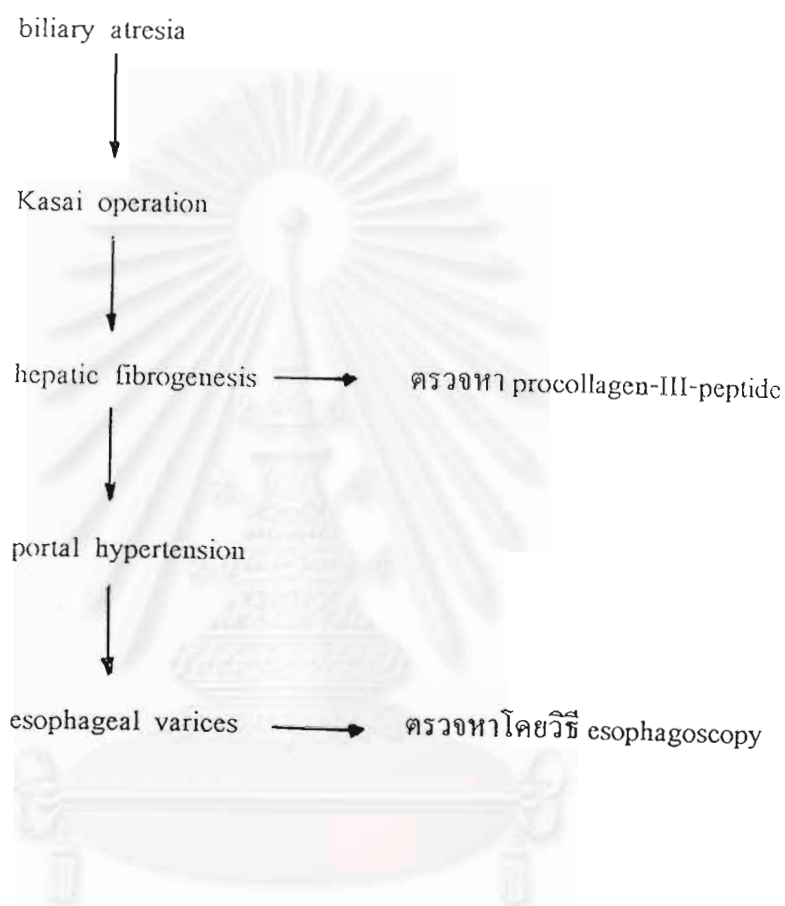 biliary atresia
Kasai operation
hepatic fibrogenesis ตรวจหา procollagen-III-peptide
portal hypertension
esophageal varices ตรวจหาโดยวิธี esophagoscopy